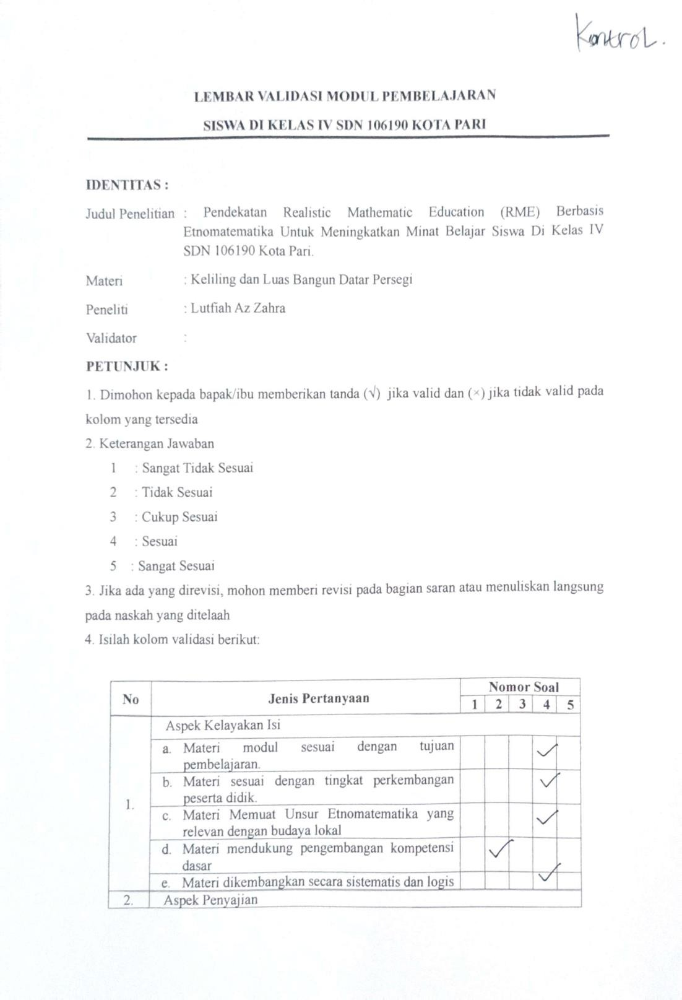 Kontrol.
LEMBAR VALIDASI MODUL PEMBELAJARAN
SISWA DI KELAS IV SDN 106190 KOTA PARI
IDENTITAS :
Judul Penelitian : Pendekatan Realistic Mathematic Education (RME) Berbasis
Etnomatematika Untuk Meningkatkan Minat Belajar Siswa Di Kelas IV
SDN 106190 Kota Pari.
Materi : Keliling dan Luas Bangun Datar Persegi
Peneliti : Lutfiah Az Zahra
Validator :
PETUNJUK :
1. Dimohon kepada bapak/ibu memberikan tanda (√) jika valid dan (×) jika tidak valid pada
kolom yang tersedia
2. Keterangan Jawaban
1 : Sangat Tidak Sesuai
2 : Tidak Sesuai
3 : Cukup Sesuai
4 : Sesuai
5 : Sangat Sesuai
3. Jika ada yang direvisi, mohon memberi revisi pada bagian saran atau menuliskan langsung
pada naskah yang ditelaah
4. Isilah kolom validasi berikut:
No Jenis Pertanyaan Nomor Soal
1 2 3 4 5
1. Aspek Kelayakan Isi
a. Materi modul sesuai dengan tujuan
pembelajaran. ✓
b. Materi sesuai dengan tingkat perkembangan
peserta didik. ✓
c. Materi Memuat Unsur Etnomatematika yang
relevan dengan budaya lokal ✓
d. Materi mendukung pengembangan kompetensi
dasar ✓
e. Materi dikembangkan secara sistematis dan logis ✓
2. Aspek Penyajian